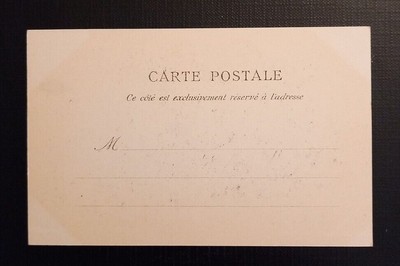 CARTE POSTALE
Ce côté est exclusivement réservé à l'adresse
M